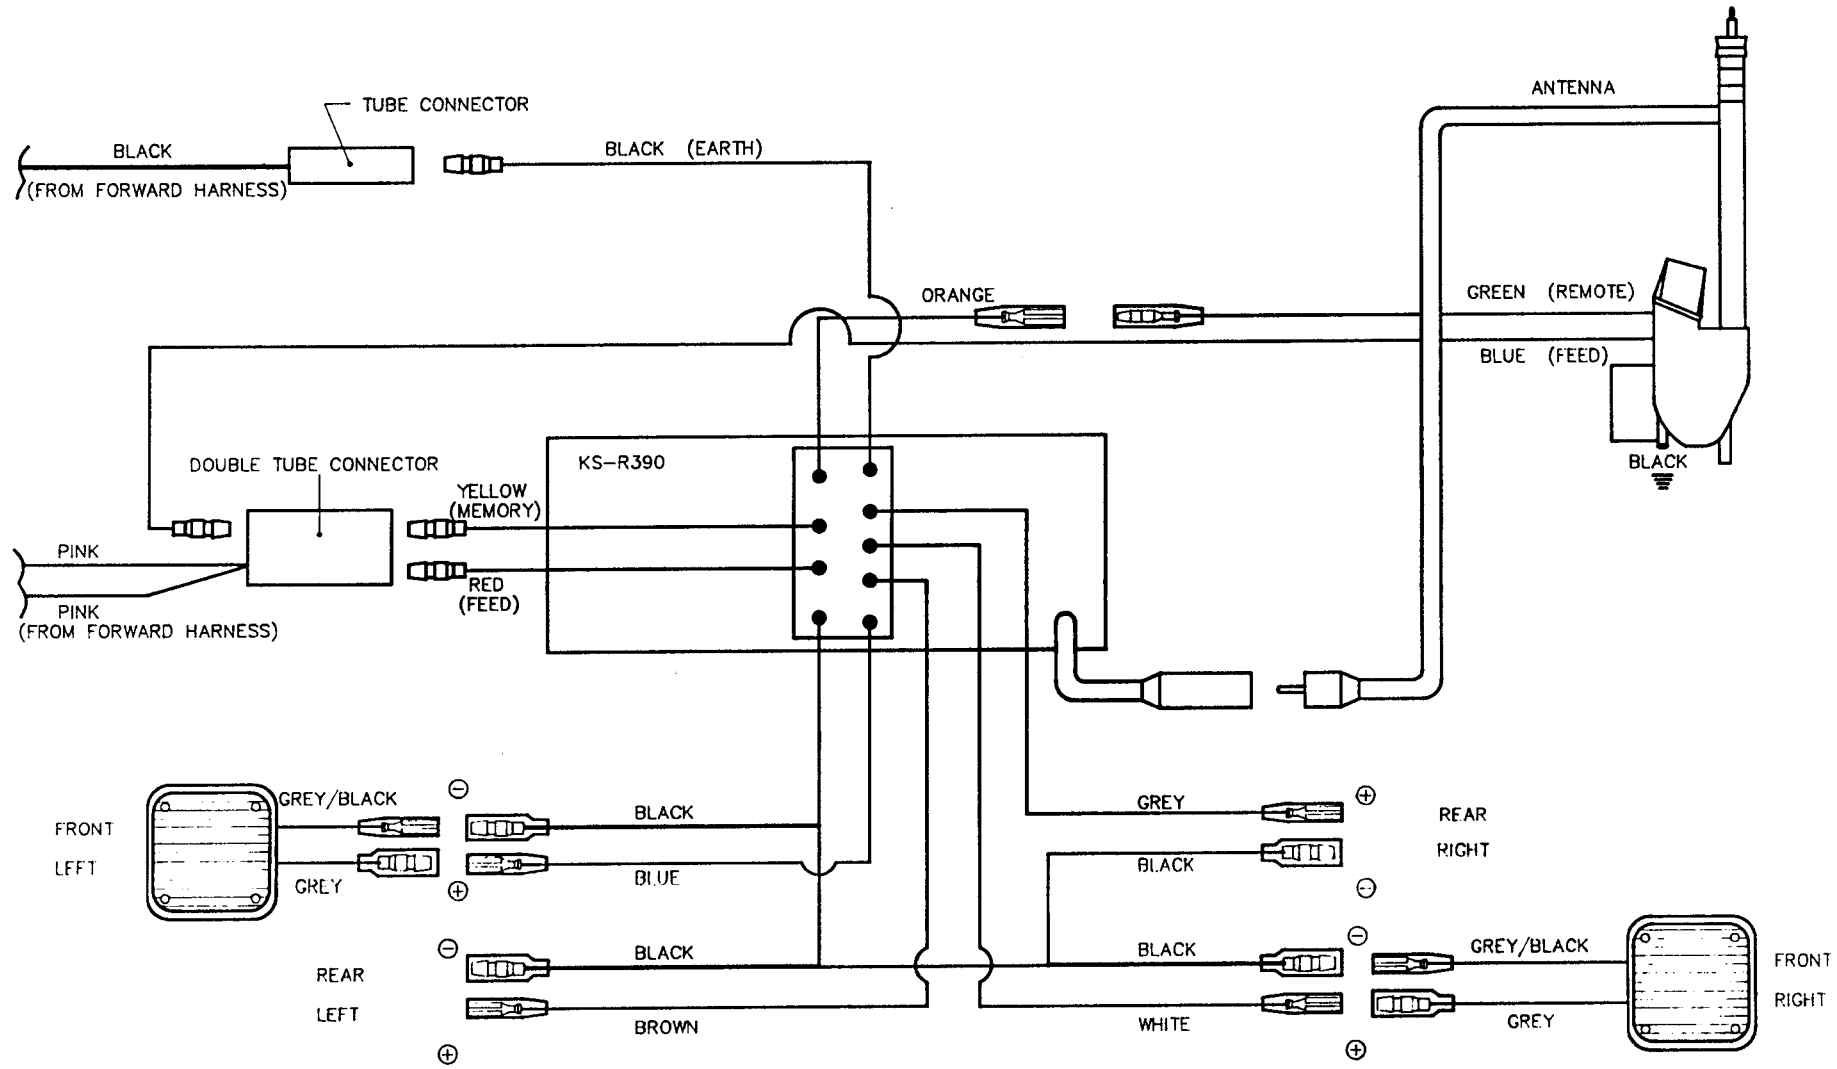 TUBE CONNECTOR
BLACK
(FROM FORWARD HARNESS)
BLACK (EARTH)
ANTENNA
ORANGE
GREEN (REMOTE)
BLUE (FEED)
BLACK
KS-R390
DOUBLE TUBE CONNECTOR
YELLOW
(MEMORY)
RED
(FEED)
PINK
PINK
(FROM FORWARD HARNESS)
FRONT
LEFT
GREY/BLACK
GREY
⊖
⊕
BLACK
BLUE
REAR
LEFT
⊖
⊕
BLACK
BROWN
GREY
BLACK
⊕
⊖
REAR
RIGHT
BLACK
WHITE
⊖
⊕
GREY/BLACK
GREY
FRONT
RIGHT